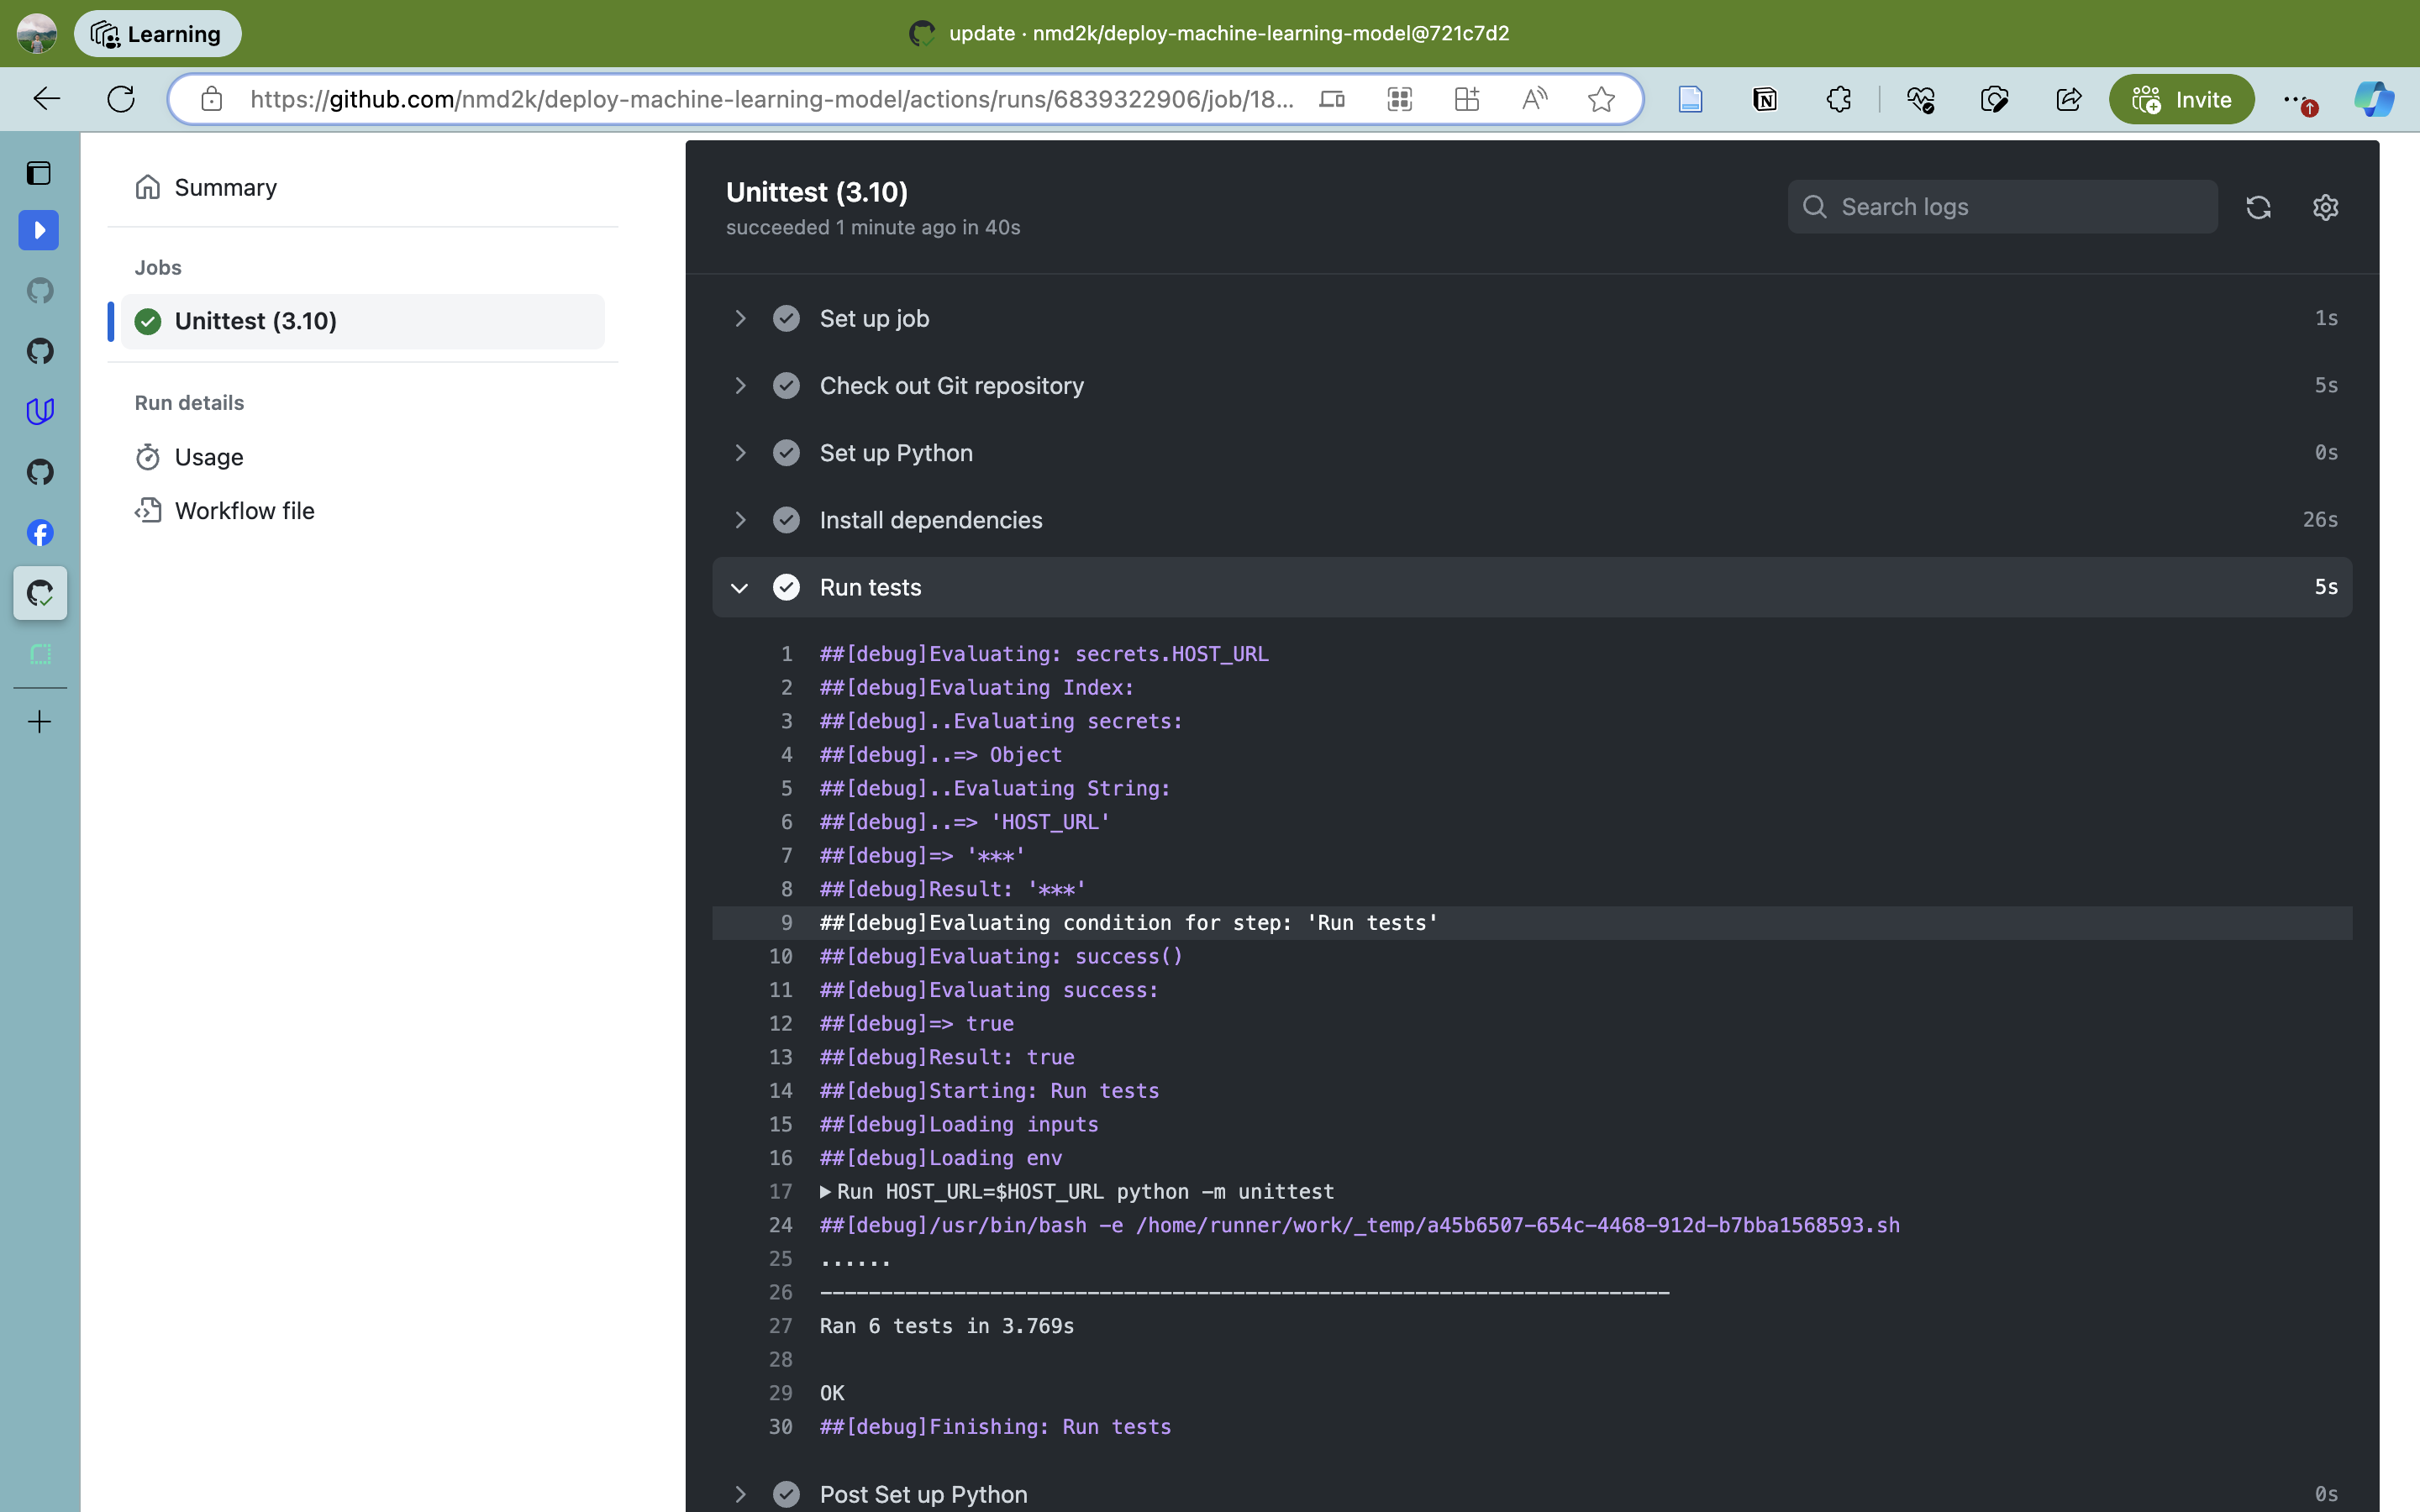 Learning
update · nmd2k/deploy-machine-learning-model@721c7d2
https://github.com/nmd2k/deploy-machine-learning-model/actions/runs/6839322906/job/18...
Invite
Summary
Jobs
Unittest (3.10)
Run details
Usage
Workflow file
Unittest (3.10)
succeeded 1 minute ago in 40s
Search logs
Set up job 1s
Check out Git repository 5s
Set up Python 0s
Install dependencies 26s
Run tests 5s
1 ##[debug]Evaluating: secrets.HOST_URL
2 ##[debug]Evaluating Index:
3 ##[debug]..Evaluating secrets:
4 ##[debug]..=> Object
5 ##[debug]..Evaluating String:
6 ##[debug]..=> 'HOST_URL'
7 ##[debug]=> '***'
8 ##[debug]Result: '***'
9 ##[debug]Evaluating condition for step: 'Run tests'
10 ##[debug]Evaluating: success()
11 ##[debug]Evaluating success:
12 ##[debug]=> true
13 ##[debug]Result: true
14 ##[debug]Starting: Run tests
15 ##[debug]Loading inputs
16 ##[debug]Loading env
17 ▶Run HOST_URL=$HOST_URL python -m unittest
24 ##[debug]/usr/bin/bash -e /home/runner/work/_temp/a45b6507-654c-4468-912d-b7bba1568593.sh
25 ......
26 ----------------------------------------------------------------------
27 Ran 6 tests in 3.769s
28
29 OK
30 ##[debug]Finishing: Run tests
Post Set up Python 0s